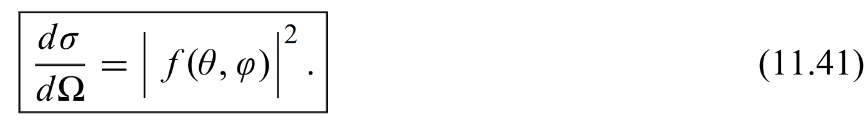 dσ/dΩ = | f(θ, φ)|². (11.41)